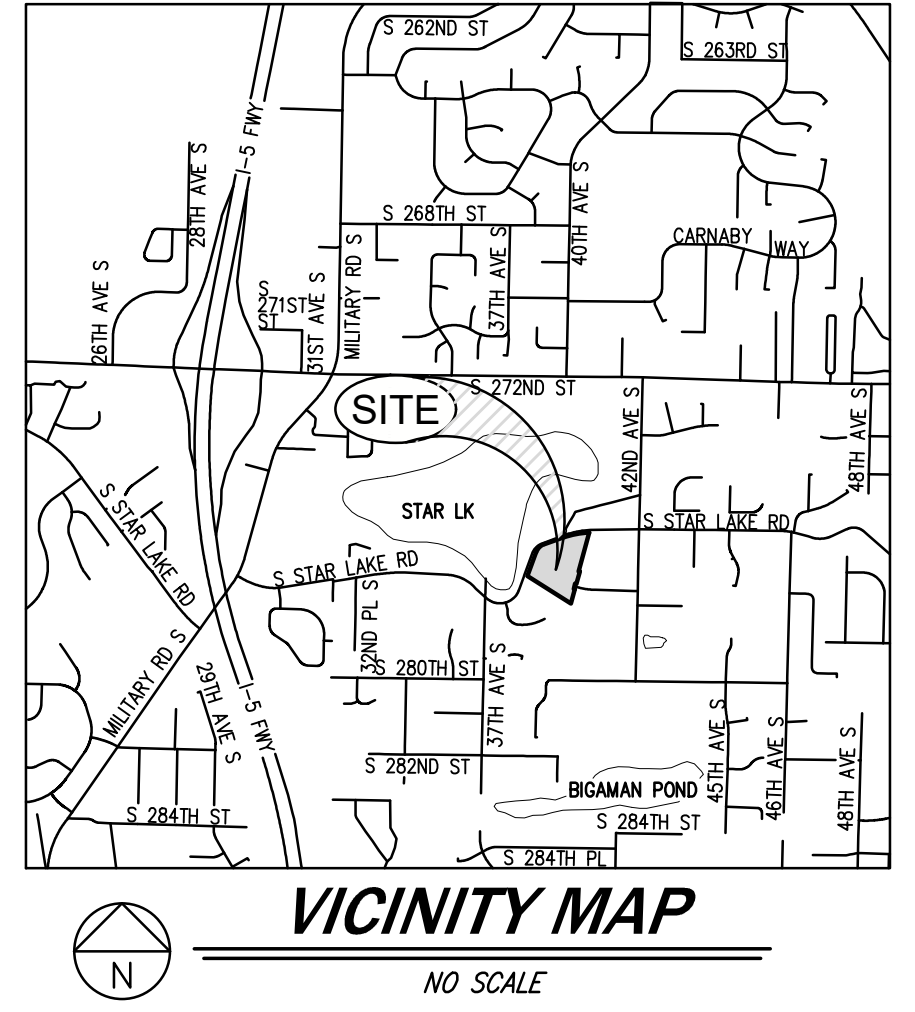 S 262ND ST
S 263RD ST
I-5 FWY
28TH AVE S
40TH AVE S
S 268TH ST
CARNABY WAY
37TH AVE S
MILITARY RD S
26TH AVE S
S
271ST
ST
31ST AVE S
S 272ND ST
SITE
42ND AVE S
48TH AVE S
STAR LK
S STAR LAKE RD
S STAR LAKE RD
S STAR LAKE RD
32ND PL S
MILITARY RD S
29TH AVE S
S 280TH ST
37TH AVE S
I-5 FWY
45TH AVE S
46TH AVE S
48TH AVE S
S 282ND ST
BIGAMAN POND
S 284TH ST
S 284TH ST
S 284TH PL
VICINITY MAP
N
NO SCALE